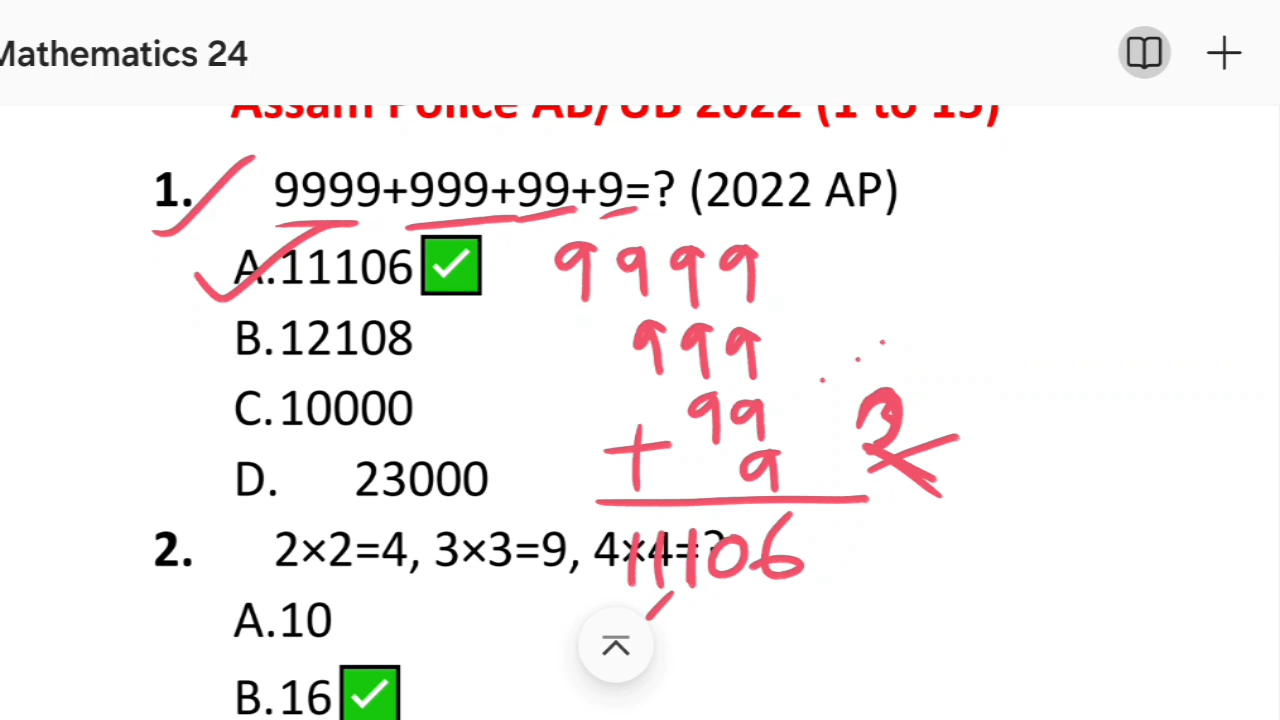 Mathematics 24
Assam Police AB/UB 2022 (1 to 15)
1. 9999+999+99+9=? (2022 AP)
A.11106
9999
B.12108
999
C.10000
99
+ 9
D. 23000
11106
2. 2×2=4, 3×3=9, 4×4=?
A.10
B.16